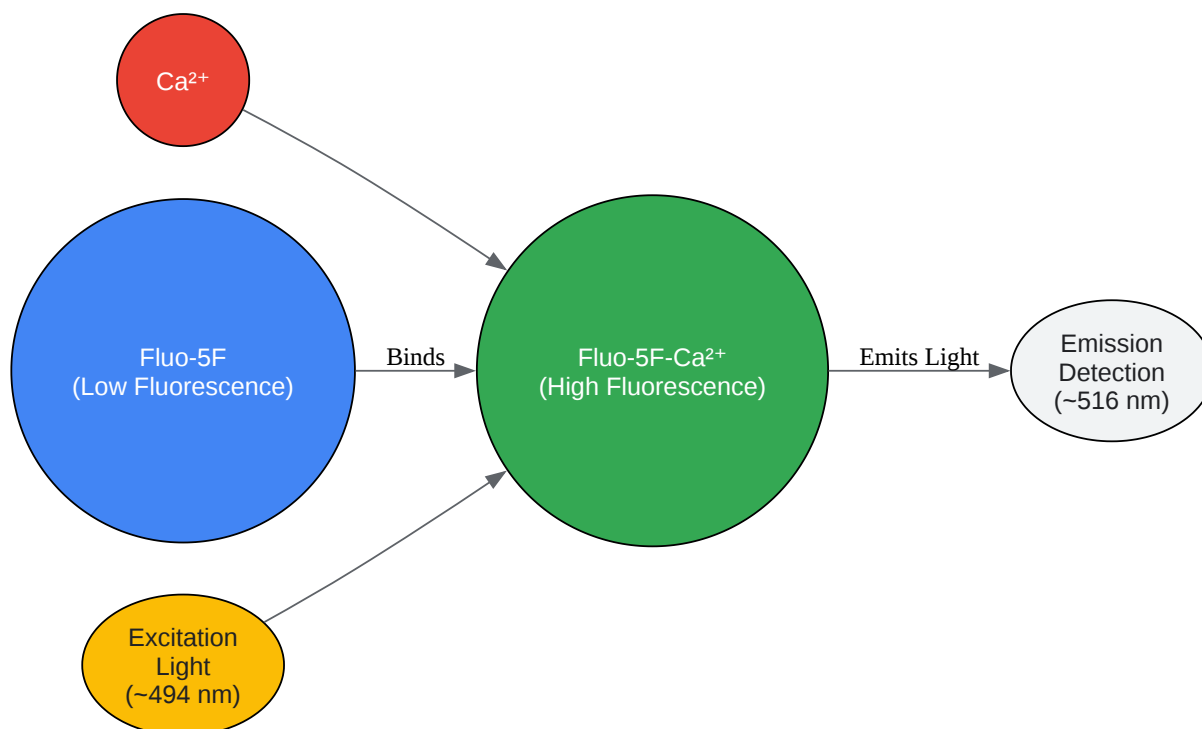 Ca²⁺
Fluo-5F
(Low Fluorescence)
Binds
Fluo-5F-Ca²⁺
(High Fluorescence)
Emits Light
Emission
Detection
(~516 nm)
Excitation
Light
(~494 nm)